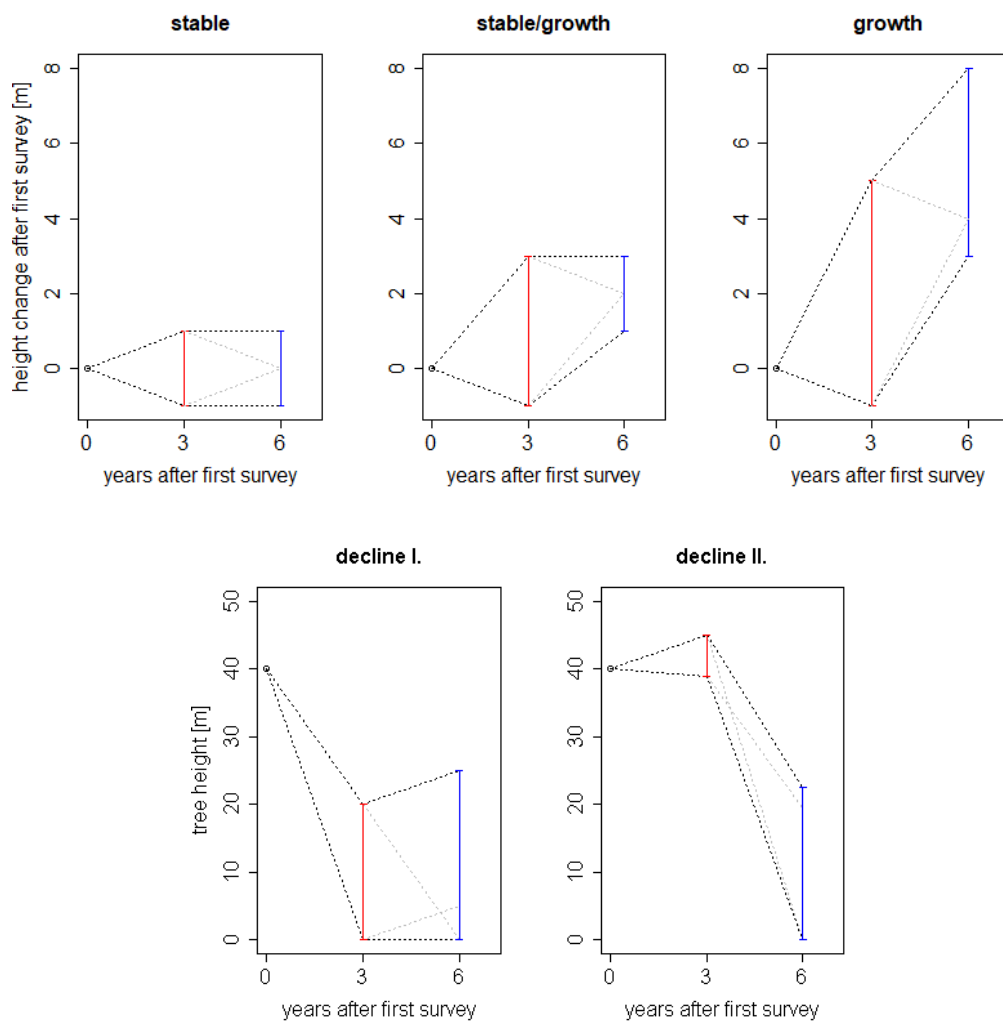 stable
stable/growth
growth
height change after first survey [m]
8
6
4
2
0
8
6
4
2
0
8
6
4
2
0
0 3 6
0 3 6
0 3 6
years after first survey
years after first survey
years after first survey
decline I.
decline II.
tree height [m]
50
40
30
20
10
0
50
40
30
20
10
0
0 3 6
0 3 6
years after first survey
years after first survey